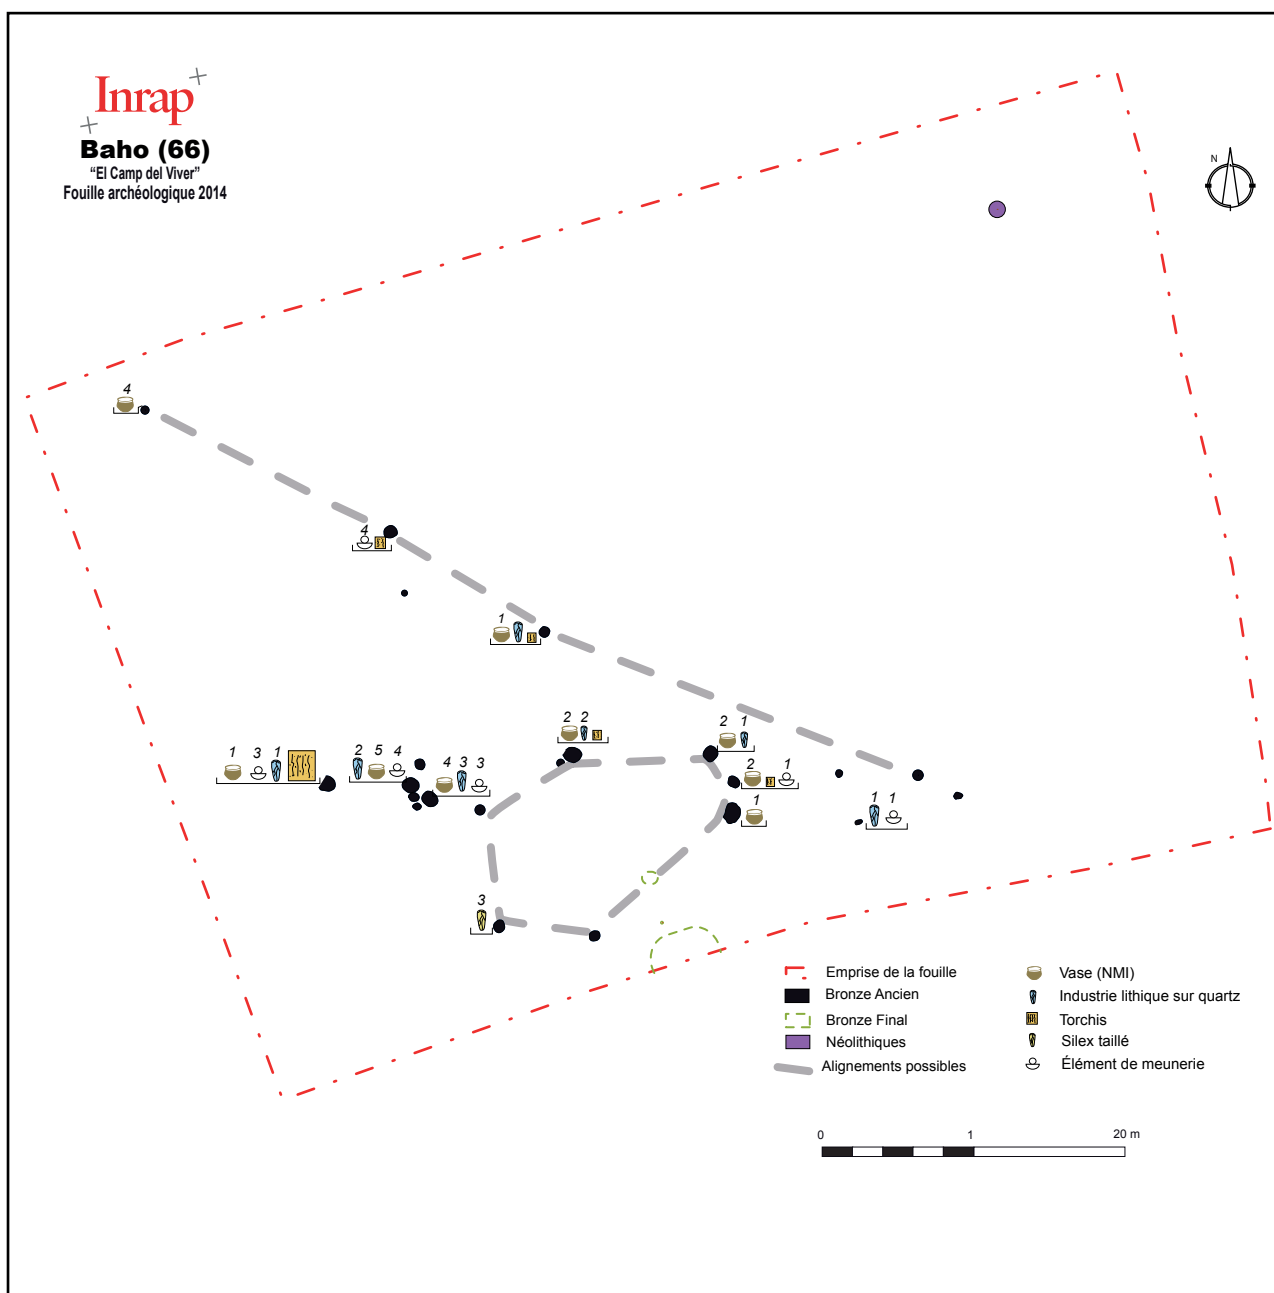 Inrap
Baho (66)
“El Camp del Viver”
Fouille archéologique 2014
N
4
4
1
2 2
2 1
1 3 1
2 5 4
4 3 3
2 1
1
1 1
3
Emprise de la fouille
Bronze Ancien
Bronze Final
Néolithiques
Alignements possibles
Vase (NMI)
Industrie lithique sur quartz
Torchis
Silex taillé
Élément de meunerie
0 1 20 m